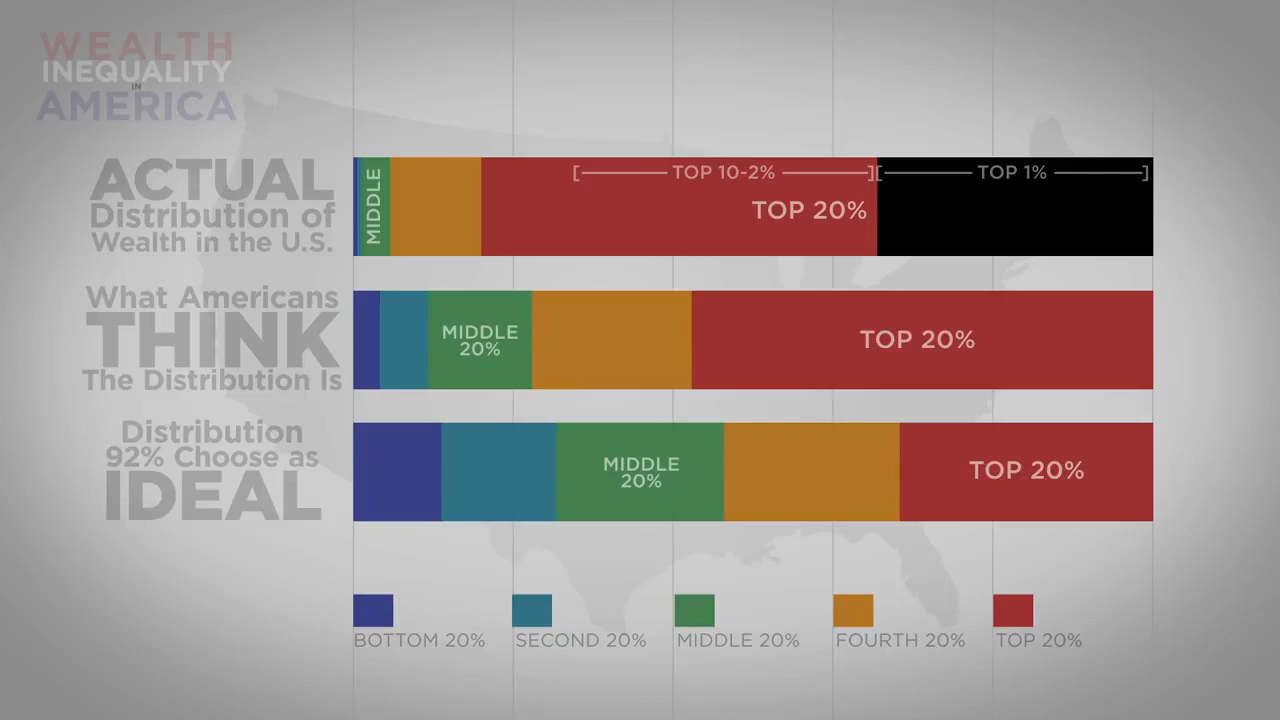 WEALTH
INEQUALITY
IN
AMERICA
ACTUAL
Distribution of
Wealth in the U.S.
MIDDLE
TOP 10-2%
TOP 1%
TOP 20%
What Americans
THINK
The Distribution Is
MIDDLE
20%
TOP 20%
Distribution
92% Choose as
IDEAL
MIDDLE
20%
TOP 20%
BOTTOM 20%
SECOND 20%
MIDDLE 20%
FOURTH 20%
TOP 20%